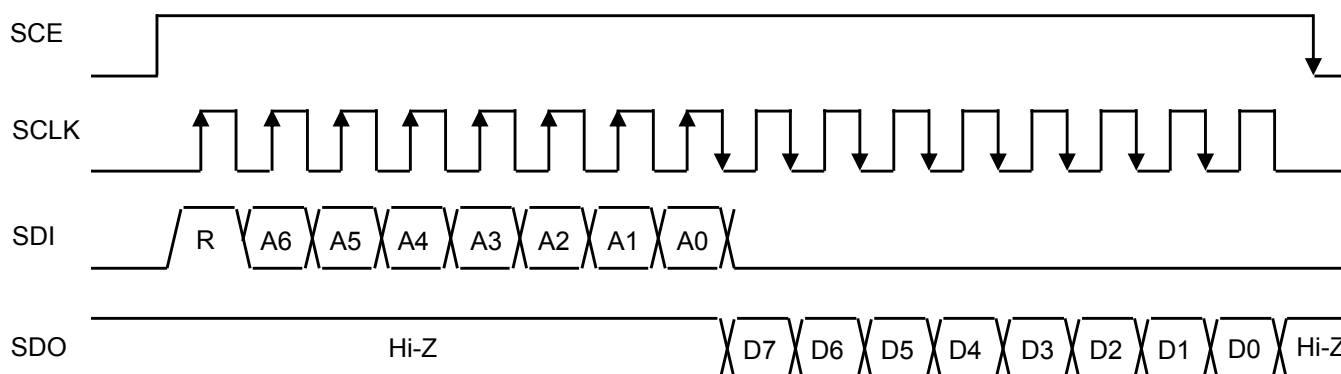 SCE
SCLK
SDI R A6 A5 A4 A3 A2 A1 A0
SDO Hi-Z D7 D6 D5 D4 D3 D2 D1 D0 Hi-Z